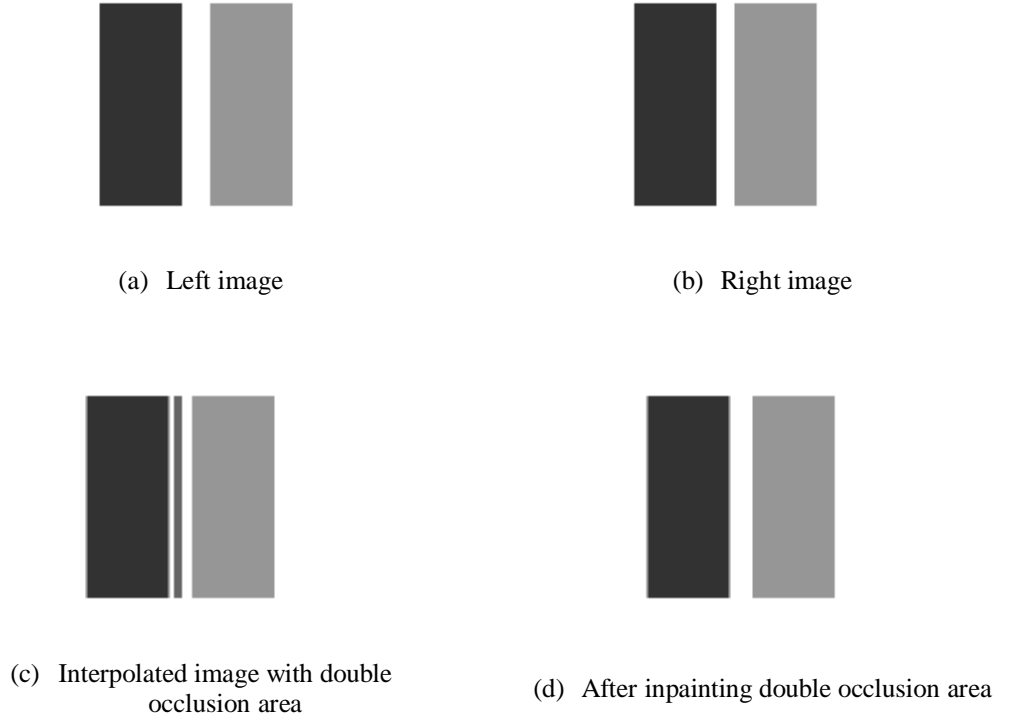 (a) Left image
(b) Right image
(c) Interpolated image with double
occlusion area
(d) After inpainting double occlusion area